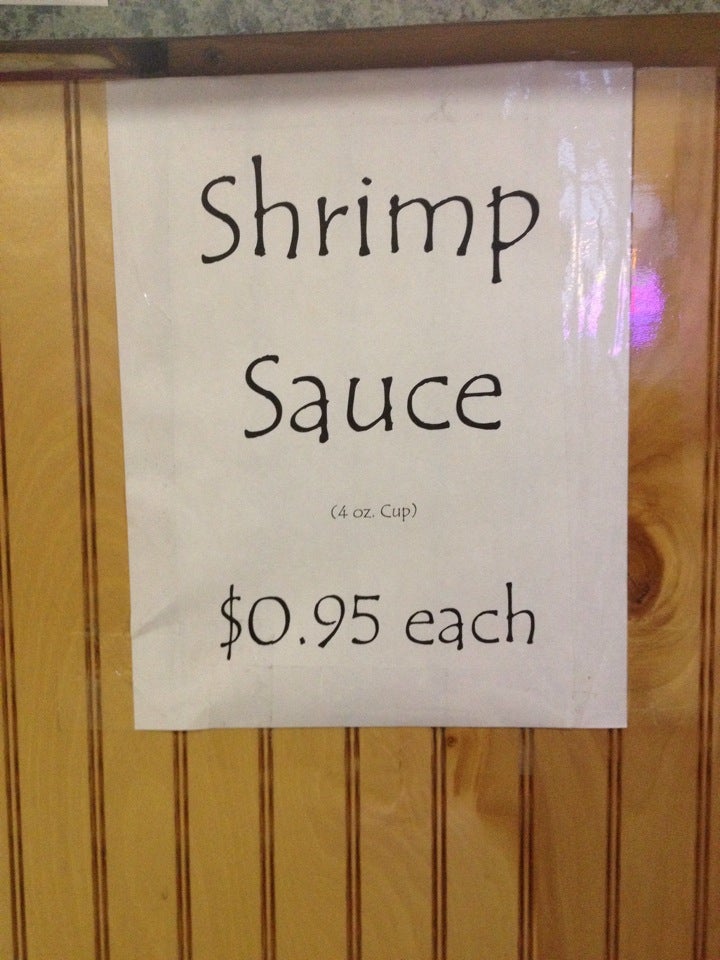 Shrimp
Sauce
(4 oz. Cup)
$0.95 each